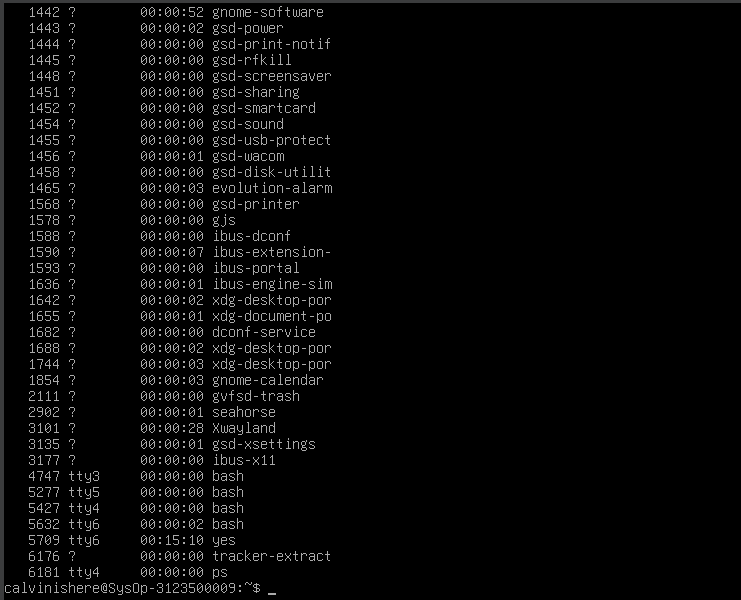 1442 ? 00:00:52 gnome-software
1443 ? 00:00:02 gsd-power
1444 ? 00:00:00 gsd-print-notif
1445 ? 00:00:00 gsd-rfkill
1448 ? 00:00:00 gsd-screensaver
1451 ? 00:00:00 gsd-sharing
1452 ? 00:00:00 gsd-smartcard
1454 ? 00:00:00 gsd-sound
1455 ? 00:00:00 gsd-usb-protect
1456 ? 00:00:01 gsd-wacom
1458 ? 00:00:00 gsd-disk-utilit
1465 ? 00:00:03 evolution-alarm
1568 ? 00:00:00 gsd-printer
1578 ? 00:00:00 gjs
1588 ? 00:00:00 ibus-dconf
1590 ? 00:00:07 ibus-extension-
1593 ? 00:00:00 ibus-portal
1636 ? 00:00:01 ibus-engine-sim
1642 ? 00:00:02 xdg-desktop-por
1655 ? 00:00:01 xdg-document-po
1682 ? 00:00:00 dconf-service
1688 ? 00:00:02 xdg-desktop-por
1744 ? 00:00:03 xdg-desktop-por
1854 ? 00:00:03 gnome-calendar
2111 ? 00:00:00 gvfsd-trash
2902 ? 00:00:01 seahorse
3101 ? 00:00:28 Xwayland
3135 ? 00:00:01 gsd-xsettings
3177 ? 00:00:00 ibus-x11
4747 tty3 00:00:00 bash
5277 tty5 00:00:00 bash
5427 tty4 00:00:00 bash
5632 tty6 00:00:02 bash
5709 tty6 00:15:10 yes
6176 ? 00:00:00 tracker-extract
6181 tty4 00:00:00 ps
calvinishere@SysOp-3123500009:~$ _